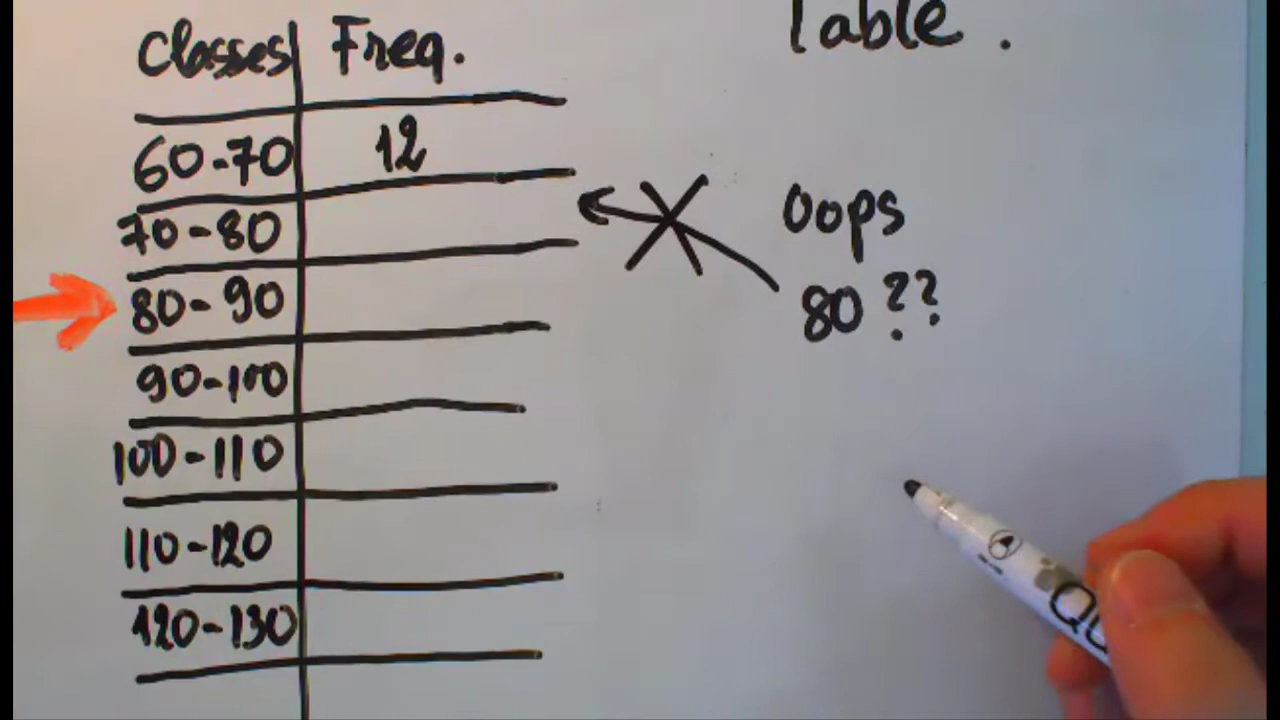 Table.
Classes Freq.
60-70 12
70-80
80-90
90-100
100-110
110-120
120-130
Oops
80??